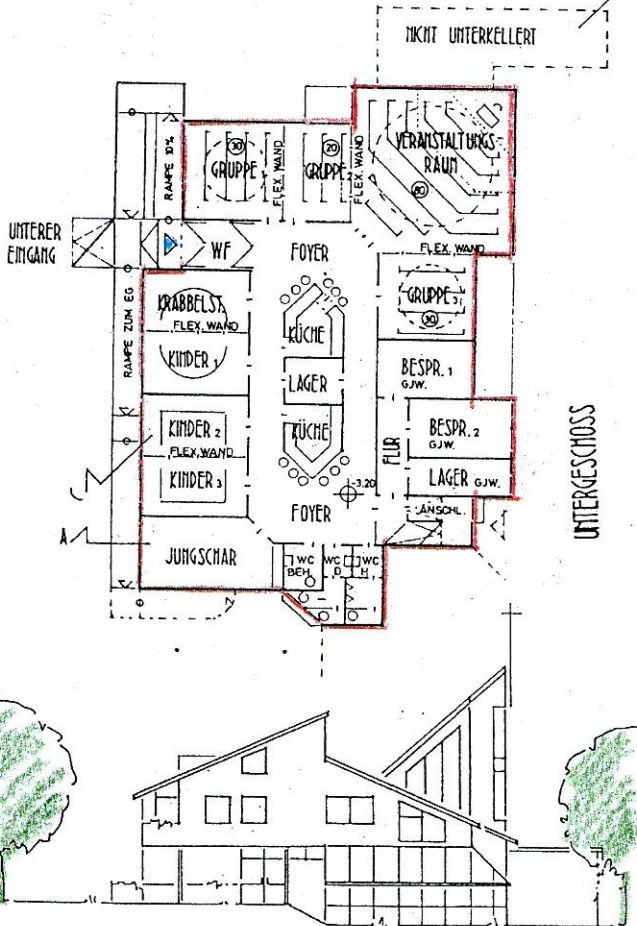 NICHT UNTERKELLERT
RAMPE 10%
30
GRUPPE
FLEX. WAND
20
GRUPPE 2
FLEX. WAND
VERANSTALTUNGS
RAUM
80
UNTERER
EINGANG
WF
FOYER
FLEX. WAND
GRUPPE 3
30
RAMPE ZUM EG
KRABBELST.
FLEX. WAND
KINDER 1
KÜCHE
LAGER
KÜCHE
BESPR. 1
GJW.
KINDER 2
FLEX. WAND
KINDER 3
FLUR
BESPR. 2
GJW.
LAGER GJW.
-3.20
FOYER
ANSCHL.
UNTERGESCHOSS
A
JUNGSCHAR
WC
BEH.
WC
D
WC
H